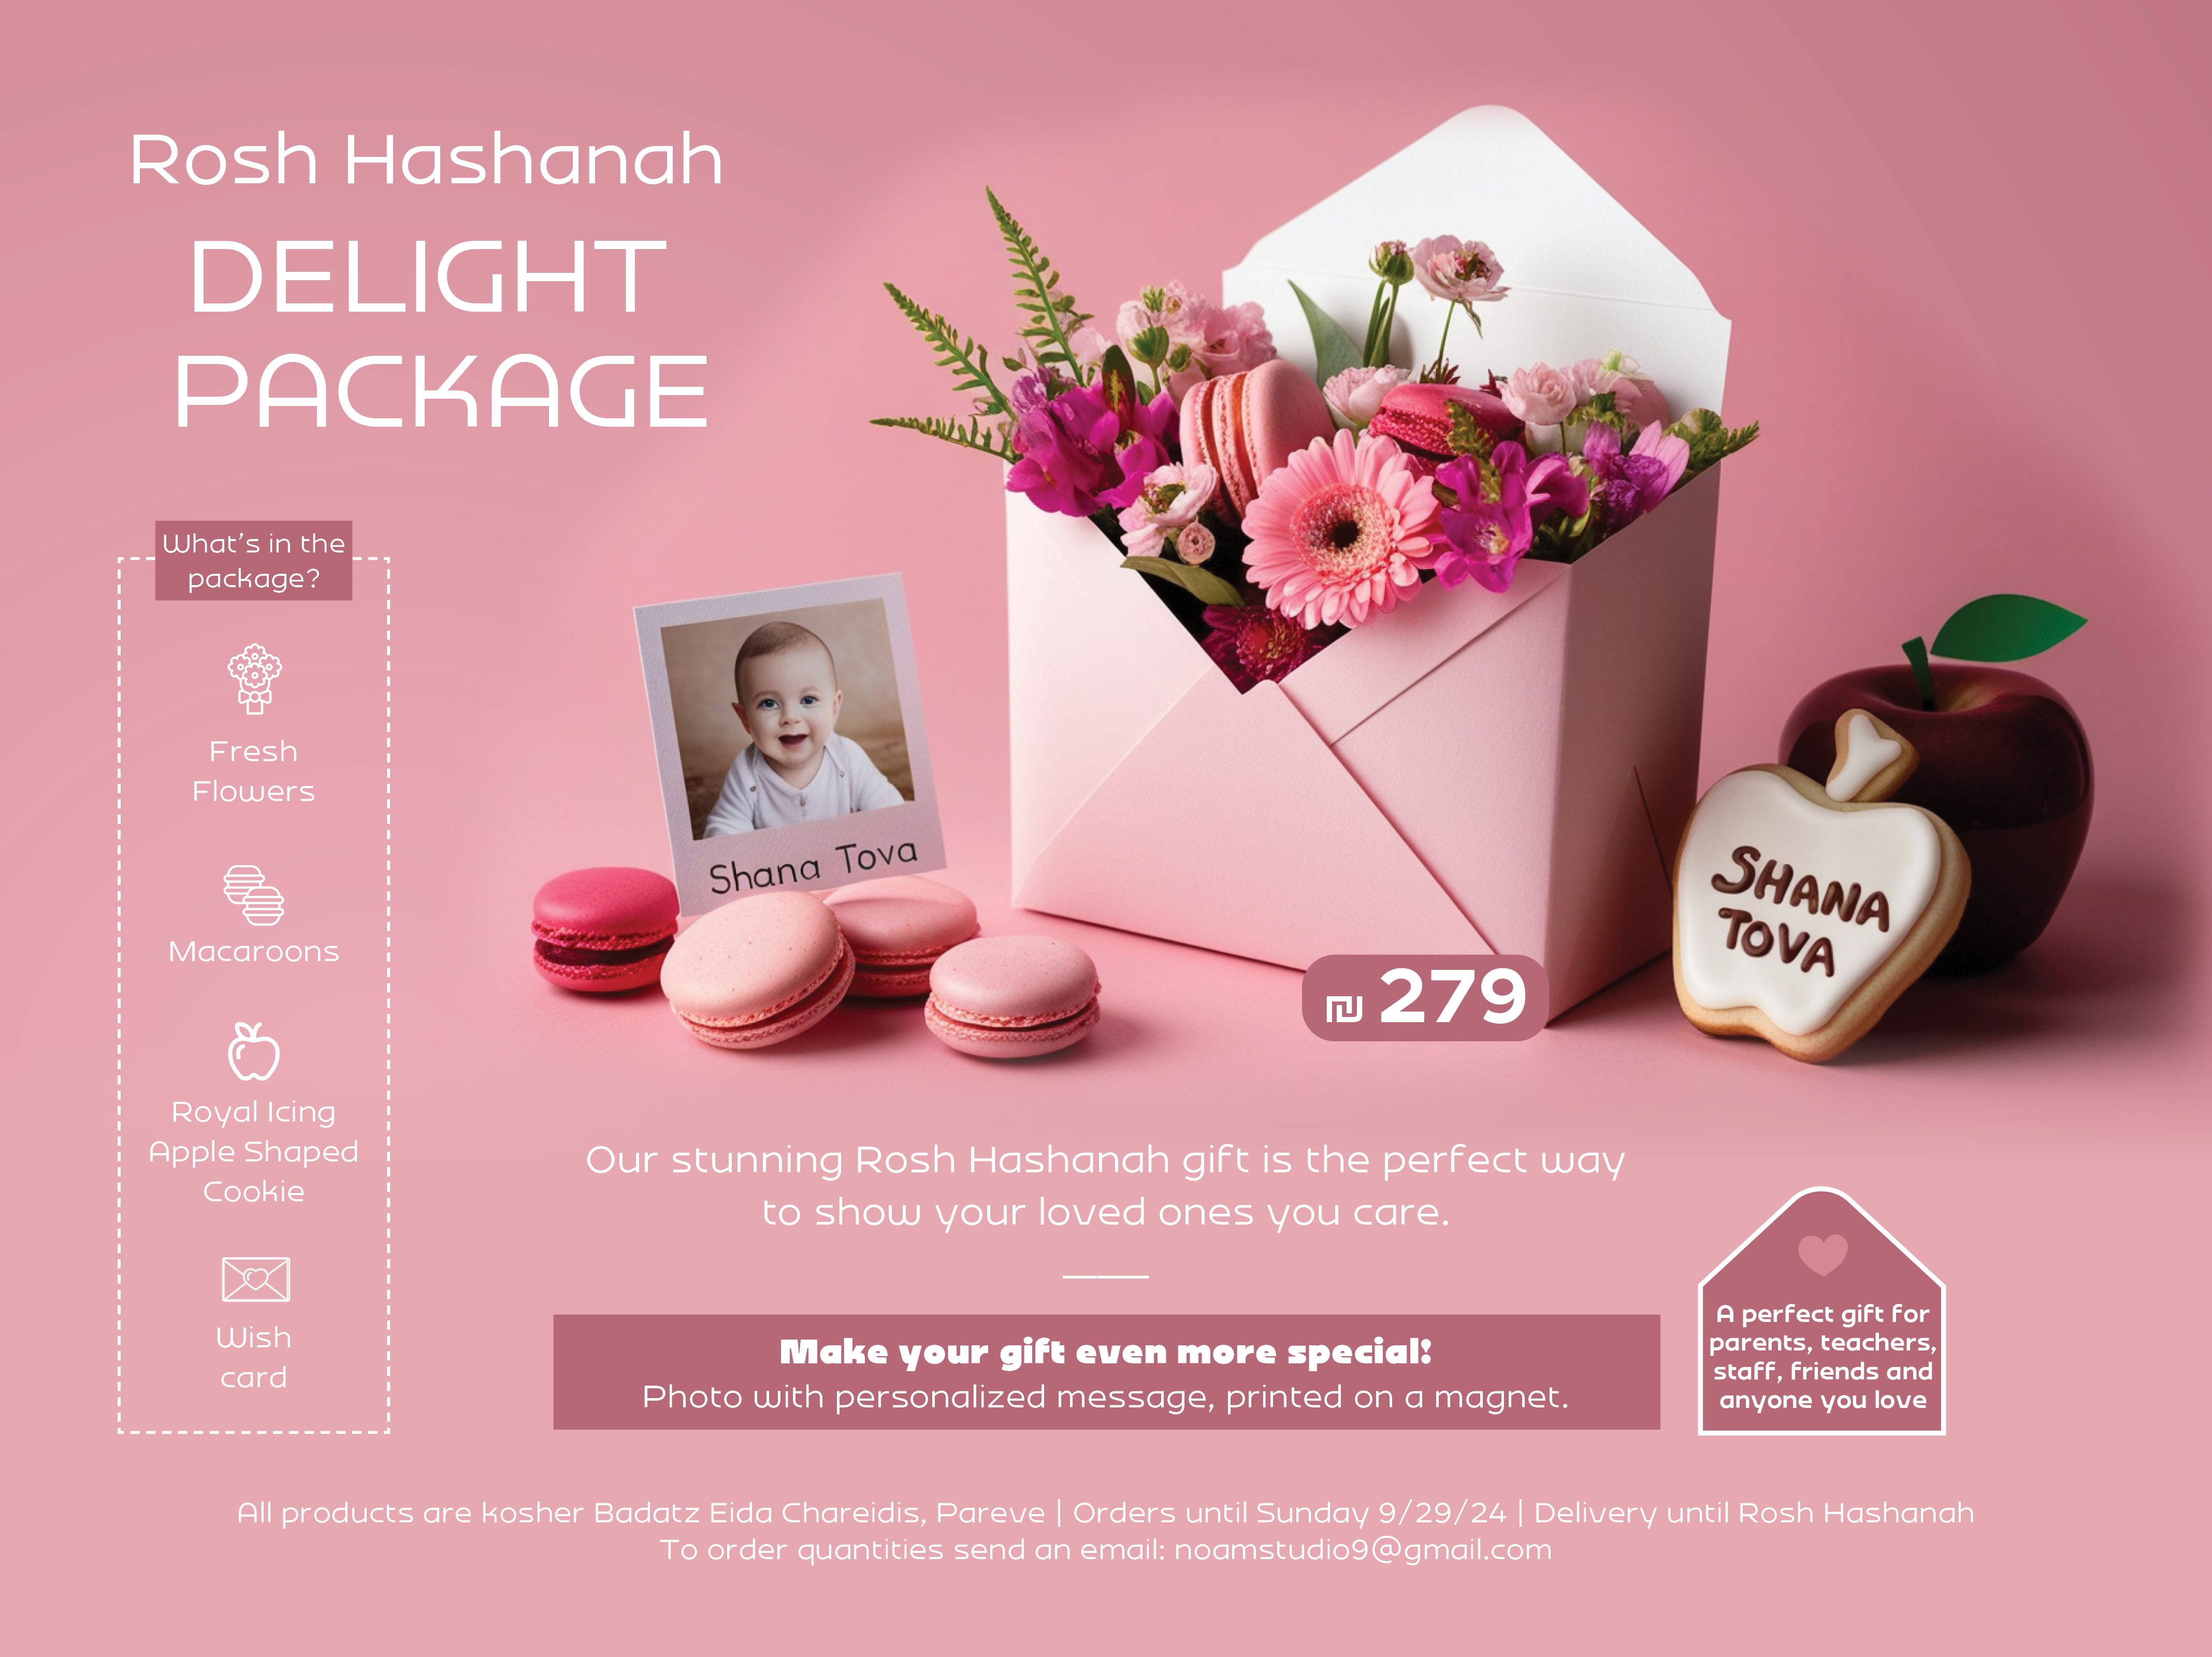 Rosh Hashanah
DELIGHT
PACKAGE
What's in the
package?
Fresh
Flowers
Macaroons
Royal Icing
Apple Shaped
Cookie
Wish
card
Shana Tova
SHANA
TOVA
₪ 279
Our stunning Rosh Hashanah gift is the perfect way
to show your loved ones you care.
Make your gift even more special!
Photo with personalized message, printed on a magnet.
A perfect gift for
parents, teachers,
staff, friends and
anyone you love
All products are kosher Badatz Eida Chareidis, Pareve | Orders until Sunday 9/29/24 | Delivery until Rosh Hashanah
To order quantities send an email: noamstudio9@gmail.com